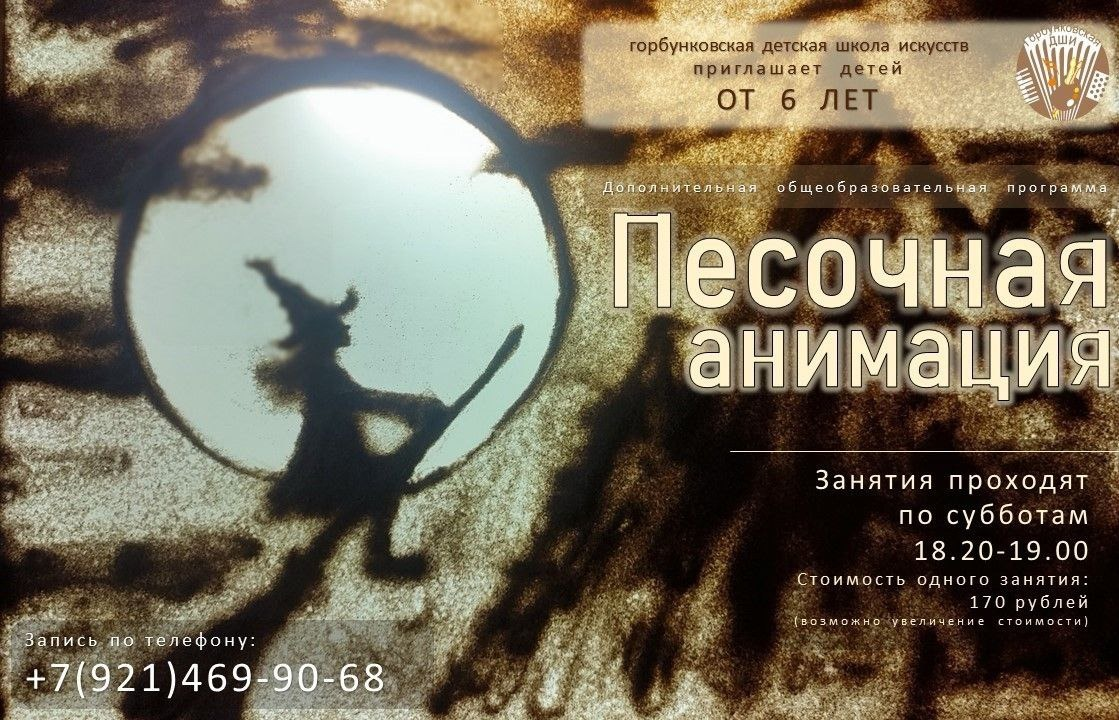 горбунковская детская школа искусств
приглашает детей
ОТ 6 ЛЕТ
Горбунковская
ДШИ
Дополнительная общеобразовательная программа
Песочная
анимация
Занятия проходят
по субботам
18.20-19.00
Стоимость одного занятия:
170 рублей
(возможно увеличение стоимости)
Запись по телефону:
+7(921)469-90-68